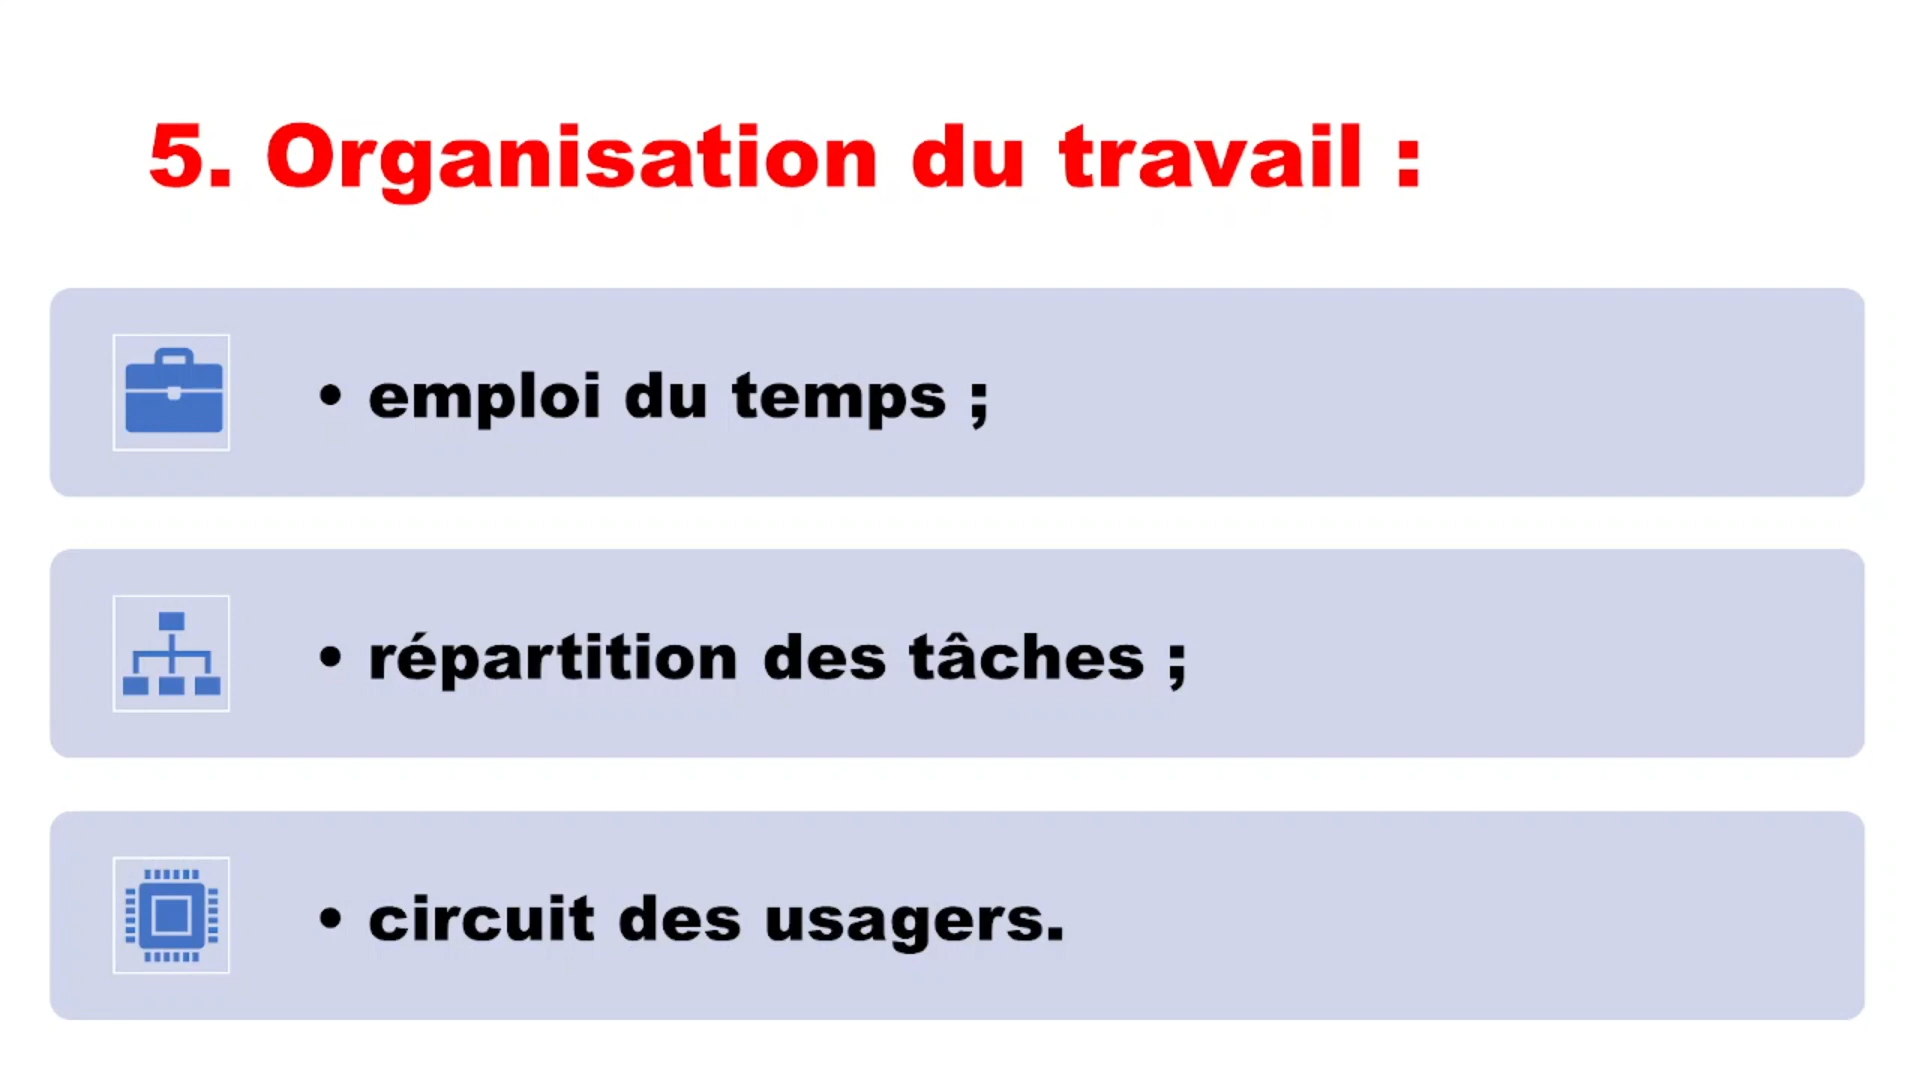 5. Organisation du travail :
• emploi du temps ;
• répartition des tâches ;
• circuit des usagers.